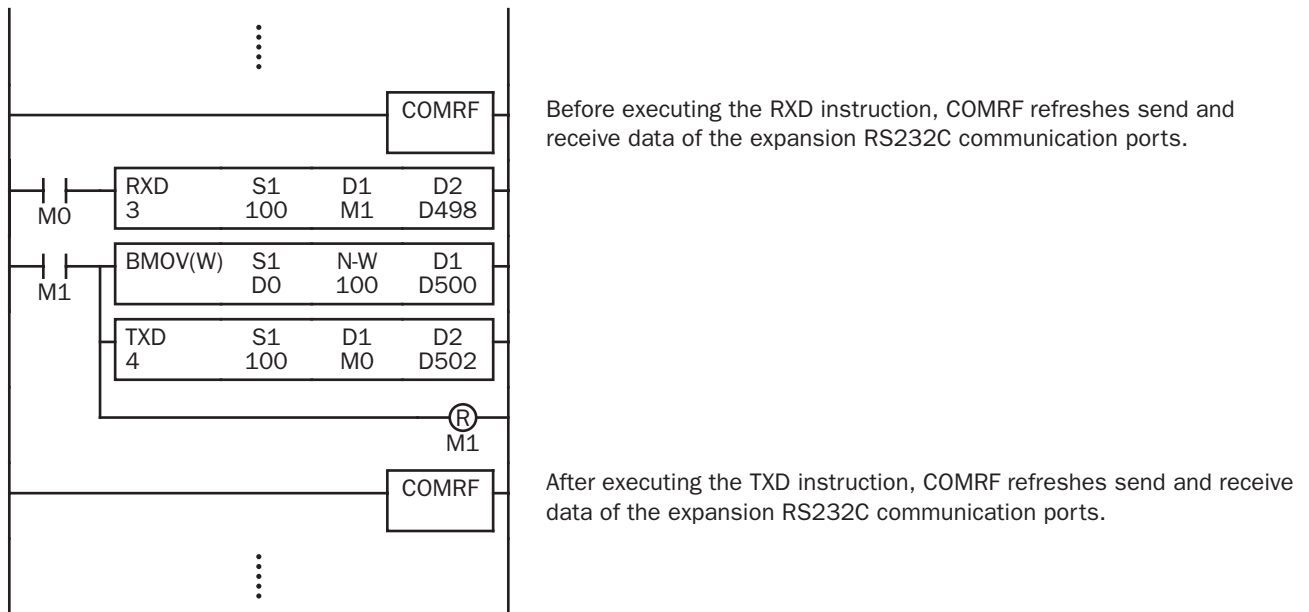 COMRF
Before executing the RXD instruction, COMRF refreshes send and
receive data of the expansion RS232C communication ports.
RXD S1 D1 D2
3 100 M1 D498
M0
BMOV(W) S1 N-W D1
D0 100 D500
M1
TXD S1 D1 D2
4 100 M0 D502
R
M1
COMRF
After executing the TXD instruction, COMRF refreshes send and receive
data of the expansion RS232C communication ports.